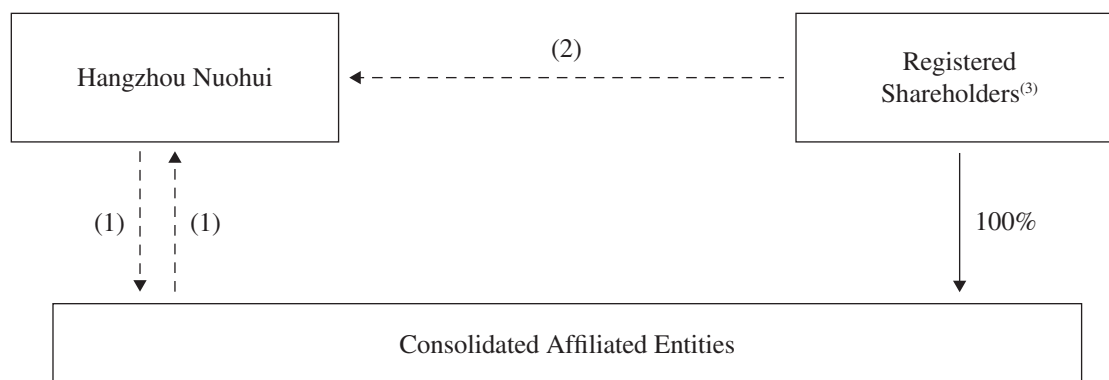 (2)
Hangzhou Nuohui
Registered
Shareholders(3)
(1)
(1)
100%
Consolidated Affiliated Entities